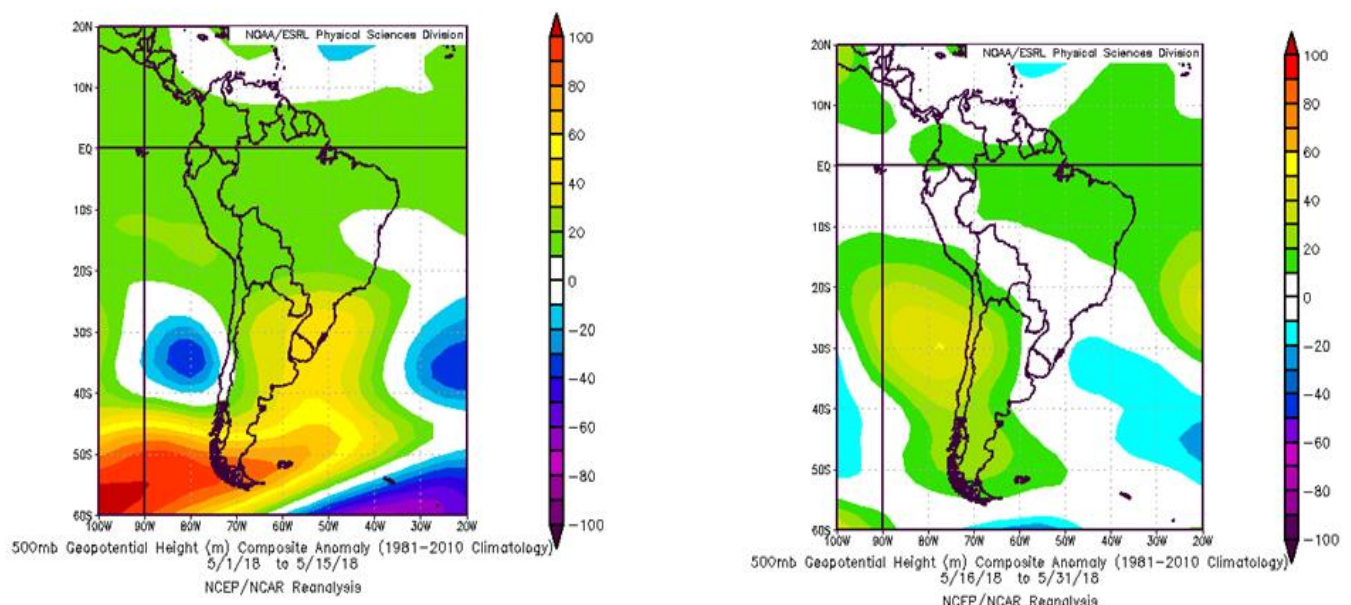 NOAA/ESRL Physical Sciences Division
20N
10N
EQ
10S
20S
30S
40S
50S
60S
100W 90W 80W 70W 60W 50W 40W 30W 20W
100
80
60
40
20
0
-20
-40
-60
-80
-100
500mb Geopotential Height (m) Composite Anomaly (1981-2010 Climatology)
5/1/18 to 5/15/18
NCEP/NCAR Reanalysis
NOAA/ESRL Physical Sciences Division
20N
10N
EQ
10S
20S
30S
40S
50S
60S
100W 90W 80W 70W 60W 50W 40W 30W 20W
100
80
60
40
20
0
-20
-40
-60
-80
-100
500mb Geopotential Height (m) Composite Anomaly (1981-2010 Climatology)
5/16/18 to 5/31/18
NCEP/NCAR Reanalysis